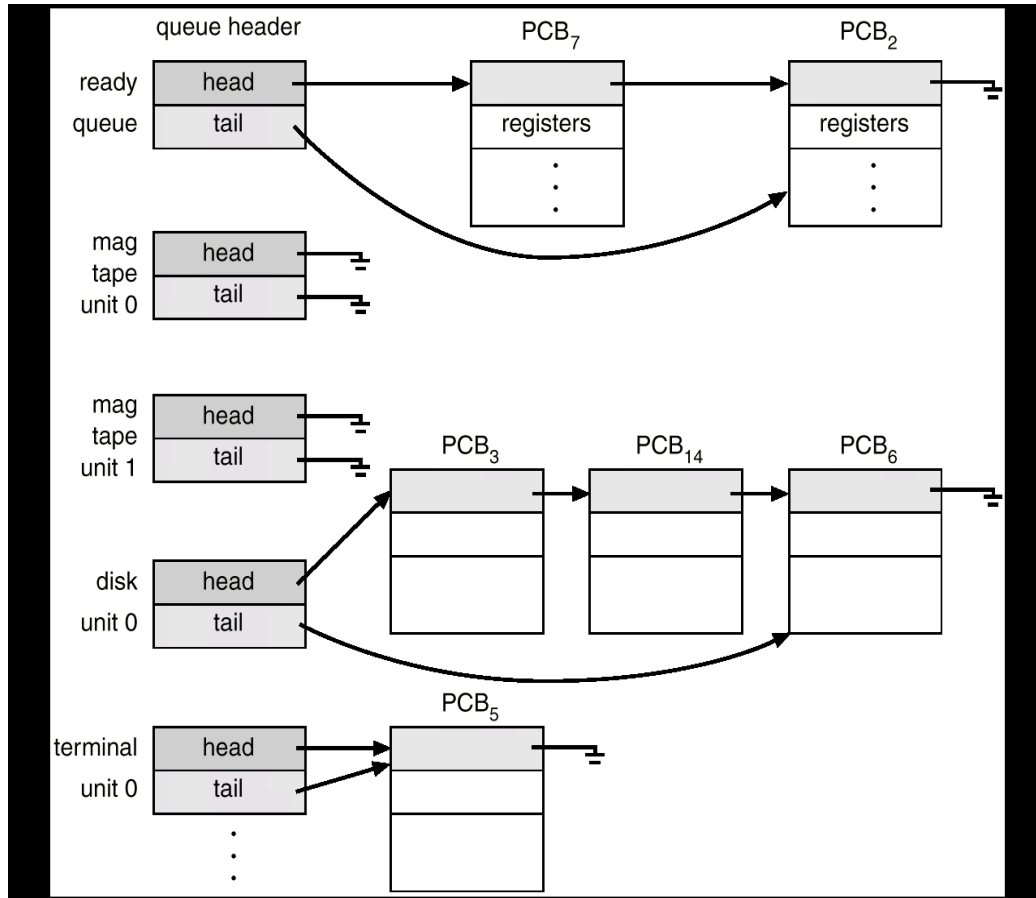 queue header
PCB7
PCB2
ready
head
queue
tail
registers
registers
mag
tape
unit 0
head
tail
mag
tape
unit 1
head
tail
PCB3
PCB14
PCB6
disk
unit 0
head
tail
PCB5
terminal
unit 0
head
tail